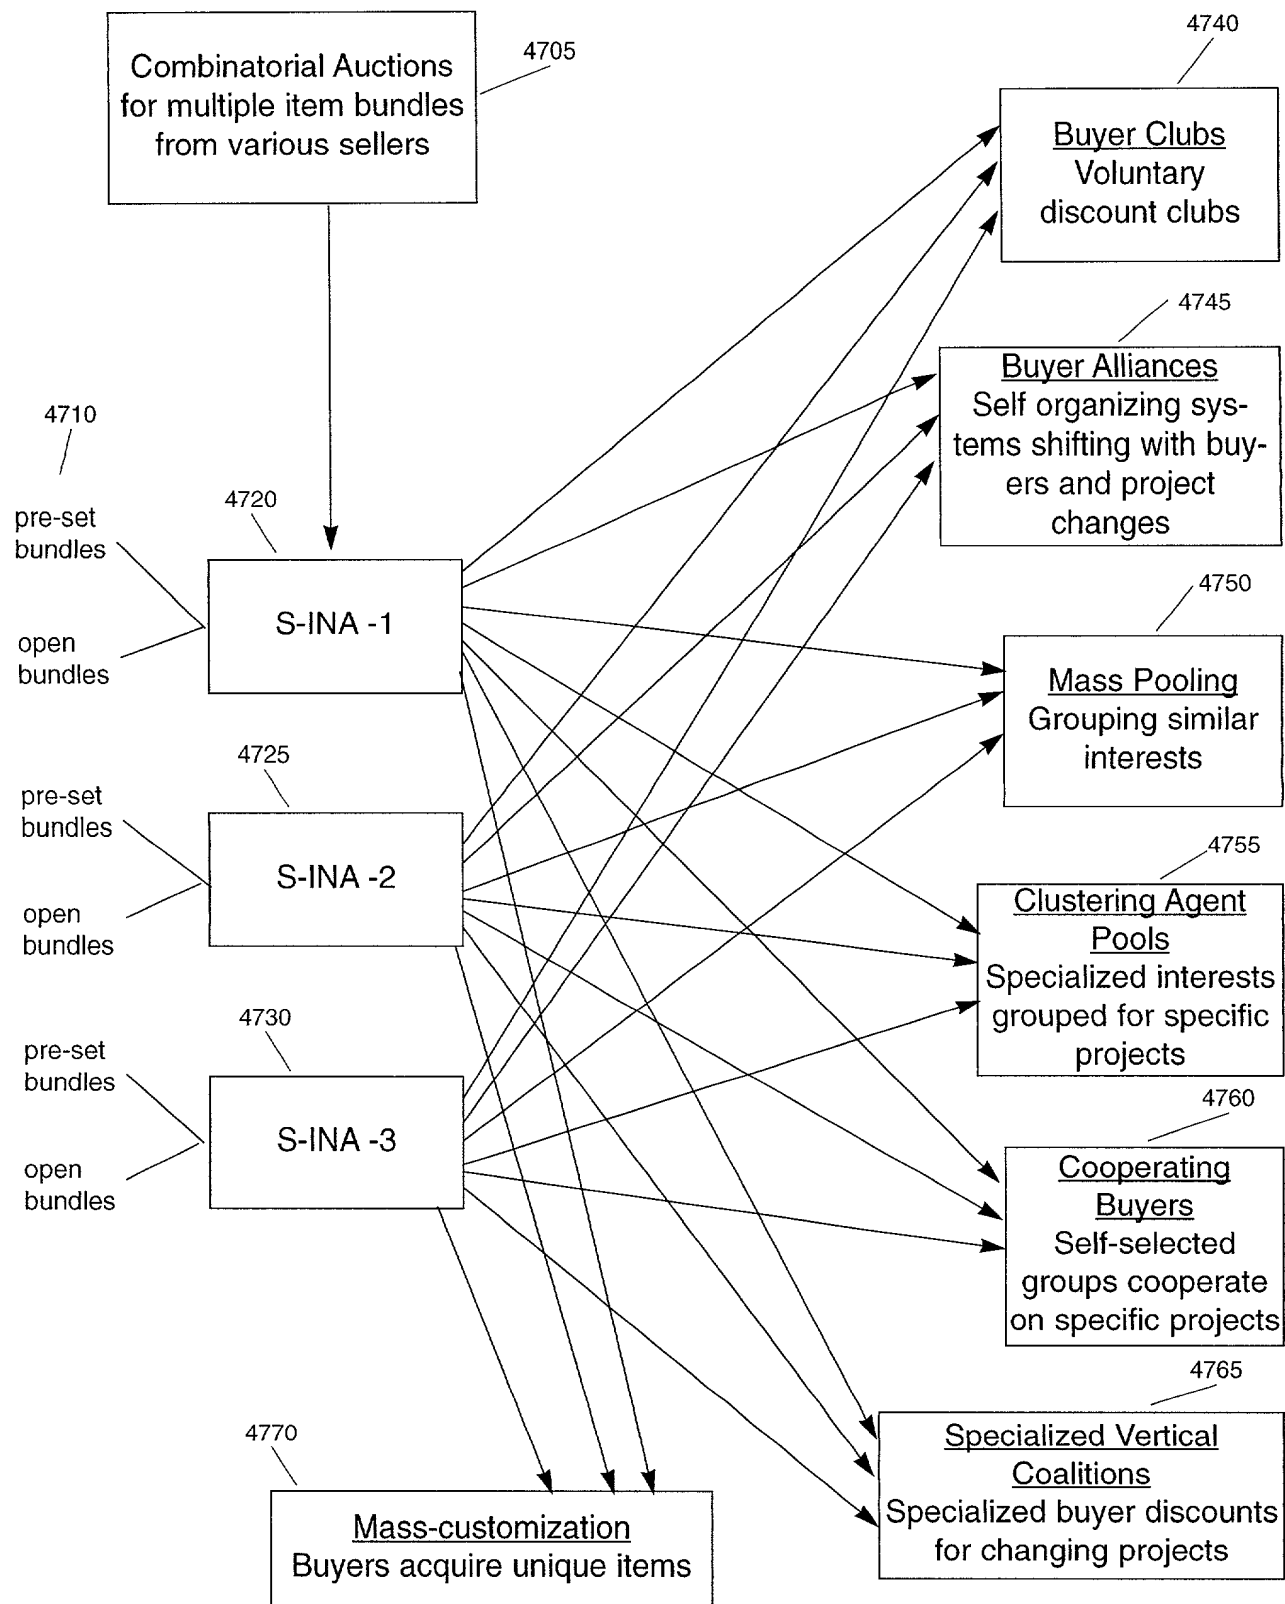 4740
4705
Combinatorial Auctions
for multiple item bundles
from various sellers
Buyer Clubs
Voluntary
discount clubs
4745
Buyer Alliances
Self organizing sys-
tems shifting with buy-
ers and project
changes
4710
pre-set
bundles
open
bundles
4720
S-INA -1
4750
Mass Pooling
Grouping similar
interests
4725
pre-set
bundles
open
bundles
S-INA -2
4755
Clustering Agent
Pools
Specialized interests
grouped for specific
projects
4730
pre-set
bundles
open
bundles
S-INA -3
4760
Cooperating
Buyers
Self-selected
groups cooperate
on specific projects
4765
Specialized Vertical
Coalitions
Specialized buyer discounts
for changing projects
4770
Mass-customization
Buyers acquire unique items